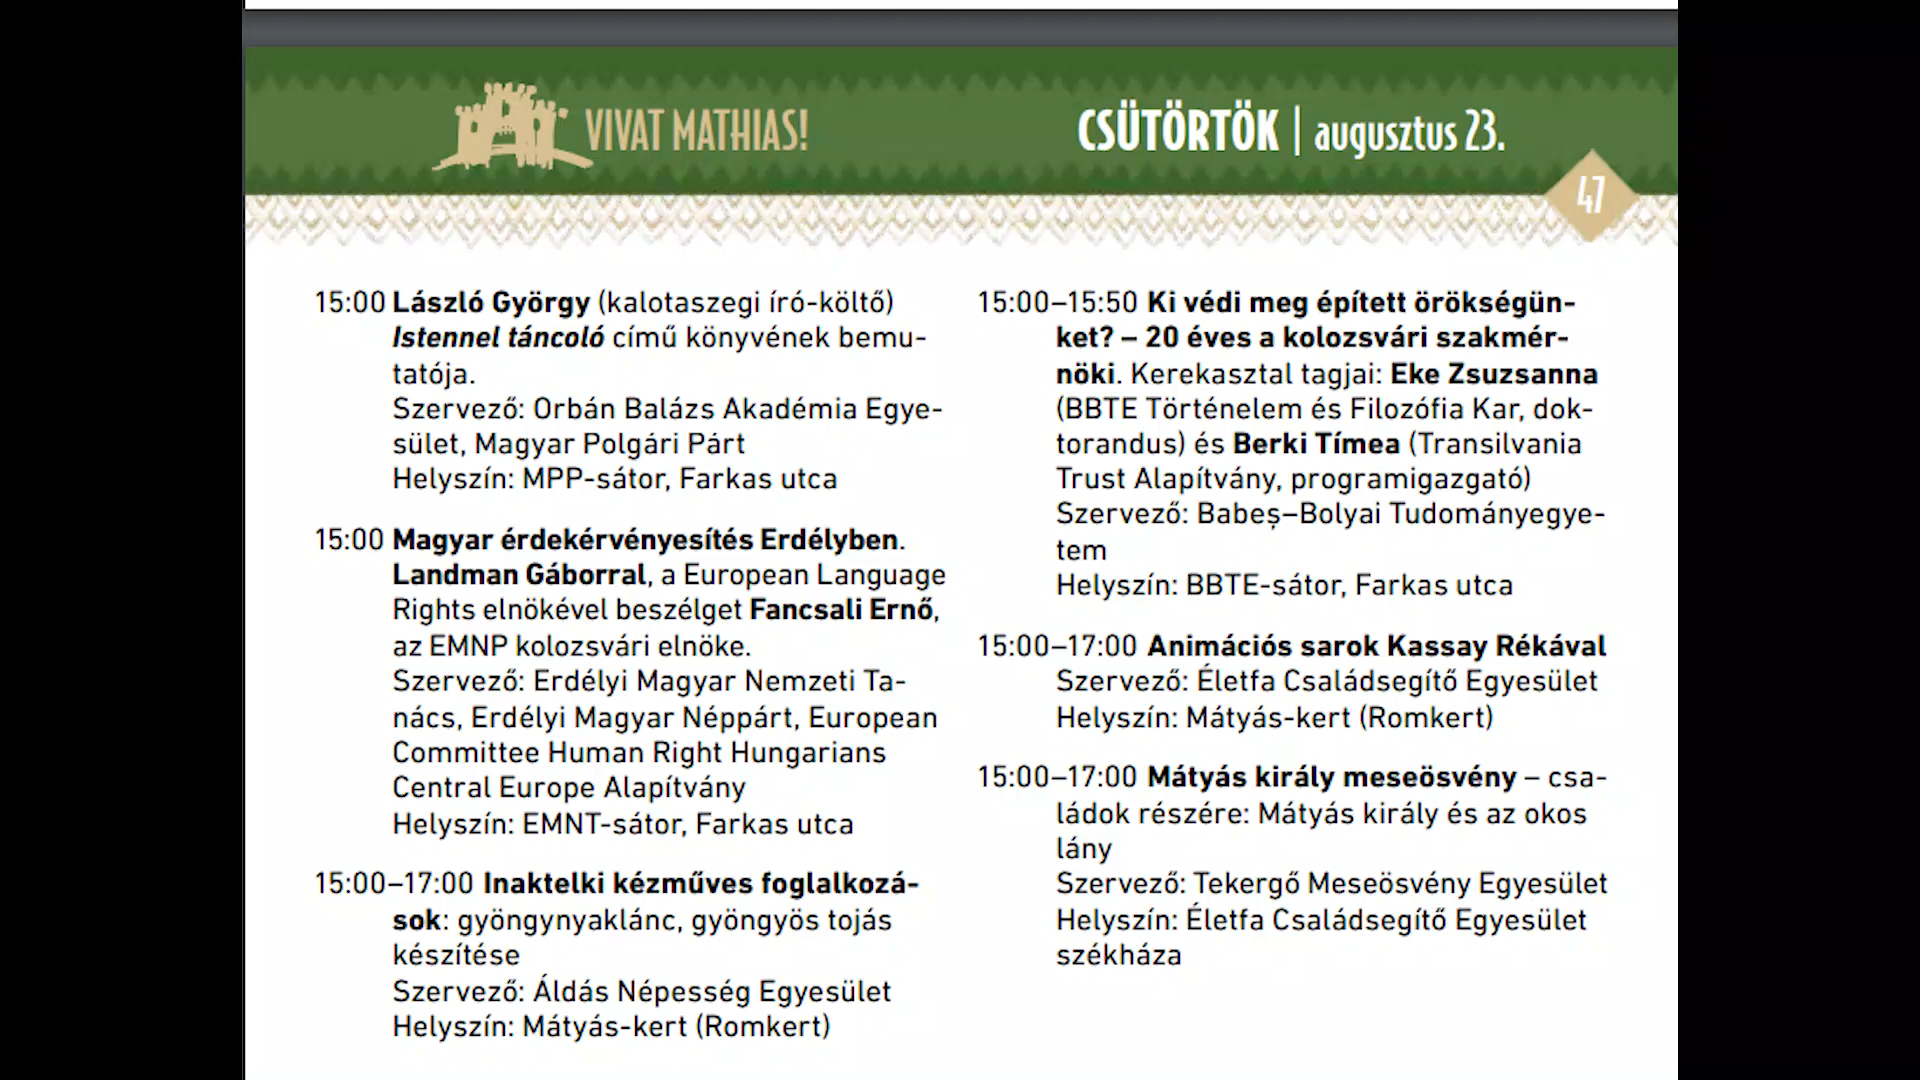 VIVAT MATHIAS!
CSÜTÖRTÖK | augusztus 23.
47
15:00 László György (kalotaszegi író-költő)
Istennel táncoló című könyvének bemu-
tatója.
Szervező: Orbán Balázs Akadémia Egye-
sület, Magyar Polgári Párt
Helyszín: MPP-sátor, Farkas utca
15:00 Magyar érdekérvényesítés Erdélyben.
Landman Gáborral, a European Language
Rights elnökével beszélget Fancsali Ernő,
az EMNP kolozsvári elnöke.
Szervező: Erdélyi Magyar Nemzeti Ta-
nács, Erdélyi Magyar Néppárt, European
Committee Human Right Hungarians
Central Europe Alapítvány
Helyszín: EMNT-sátor, Farkas utca
15:00–17:00 Inaktelki kézműves foglalkozá-
sok: gyöngynyaklánc, gyöngyös tojás
készítése
Szervező: Áldás Népesség Egyesület
Helyszín: Mátyás-kert (Romkert)
15:00–15:50 Ki védi meg épített örökségün-
ket? – 20 éves a kolozsvári szakmér-
nöki. Kerekasztal tagjai: Eke Zsuzsanna
(BBTE Történelem és Filozófia Kar, dok-
torandus) és Berki Tímea (Transilvania
Trust Alapítvány, programigazgató)
Szervező: Babeș–Bolyai Tudományegye-
tem
Helyszín: BBTE-sátor, Farkas utca
15:00–17:00 Animációs sarok Kassay Rékával
Szervező: Életfa Családsegítő Egyesület
Helyszín: Mátyás-kert (Romkert)
15:00–17:00 Mátyás király meseösvény – csa-
ládok részére: Mátyás király és az okos
lány
Szervező: Tekergő Meseösvény Egyesület
Helyszín: Életfa Családsegítő Egyesület
székháza